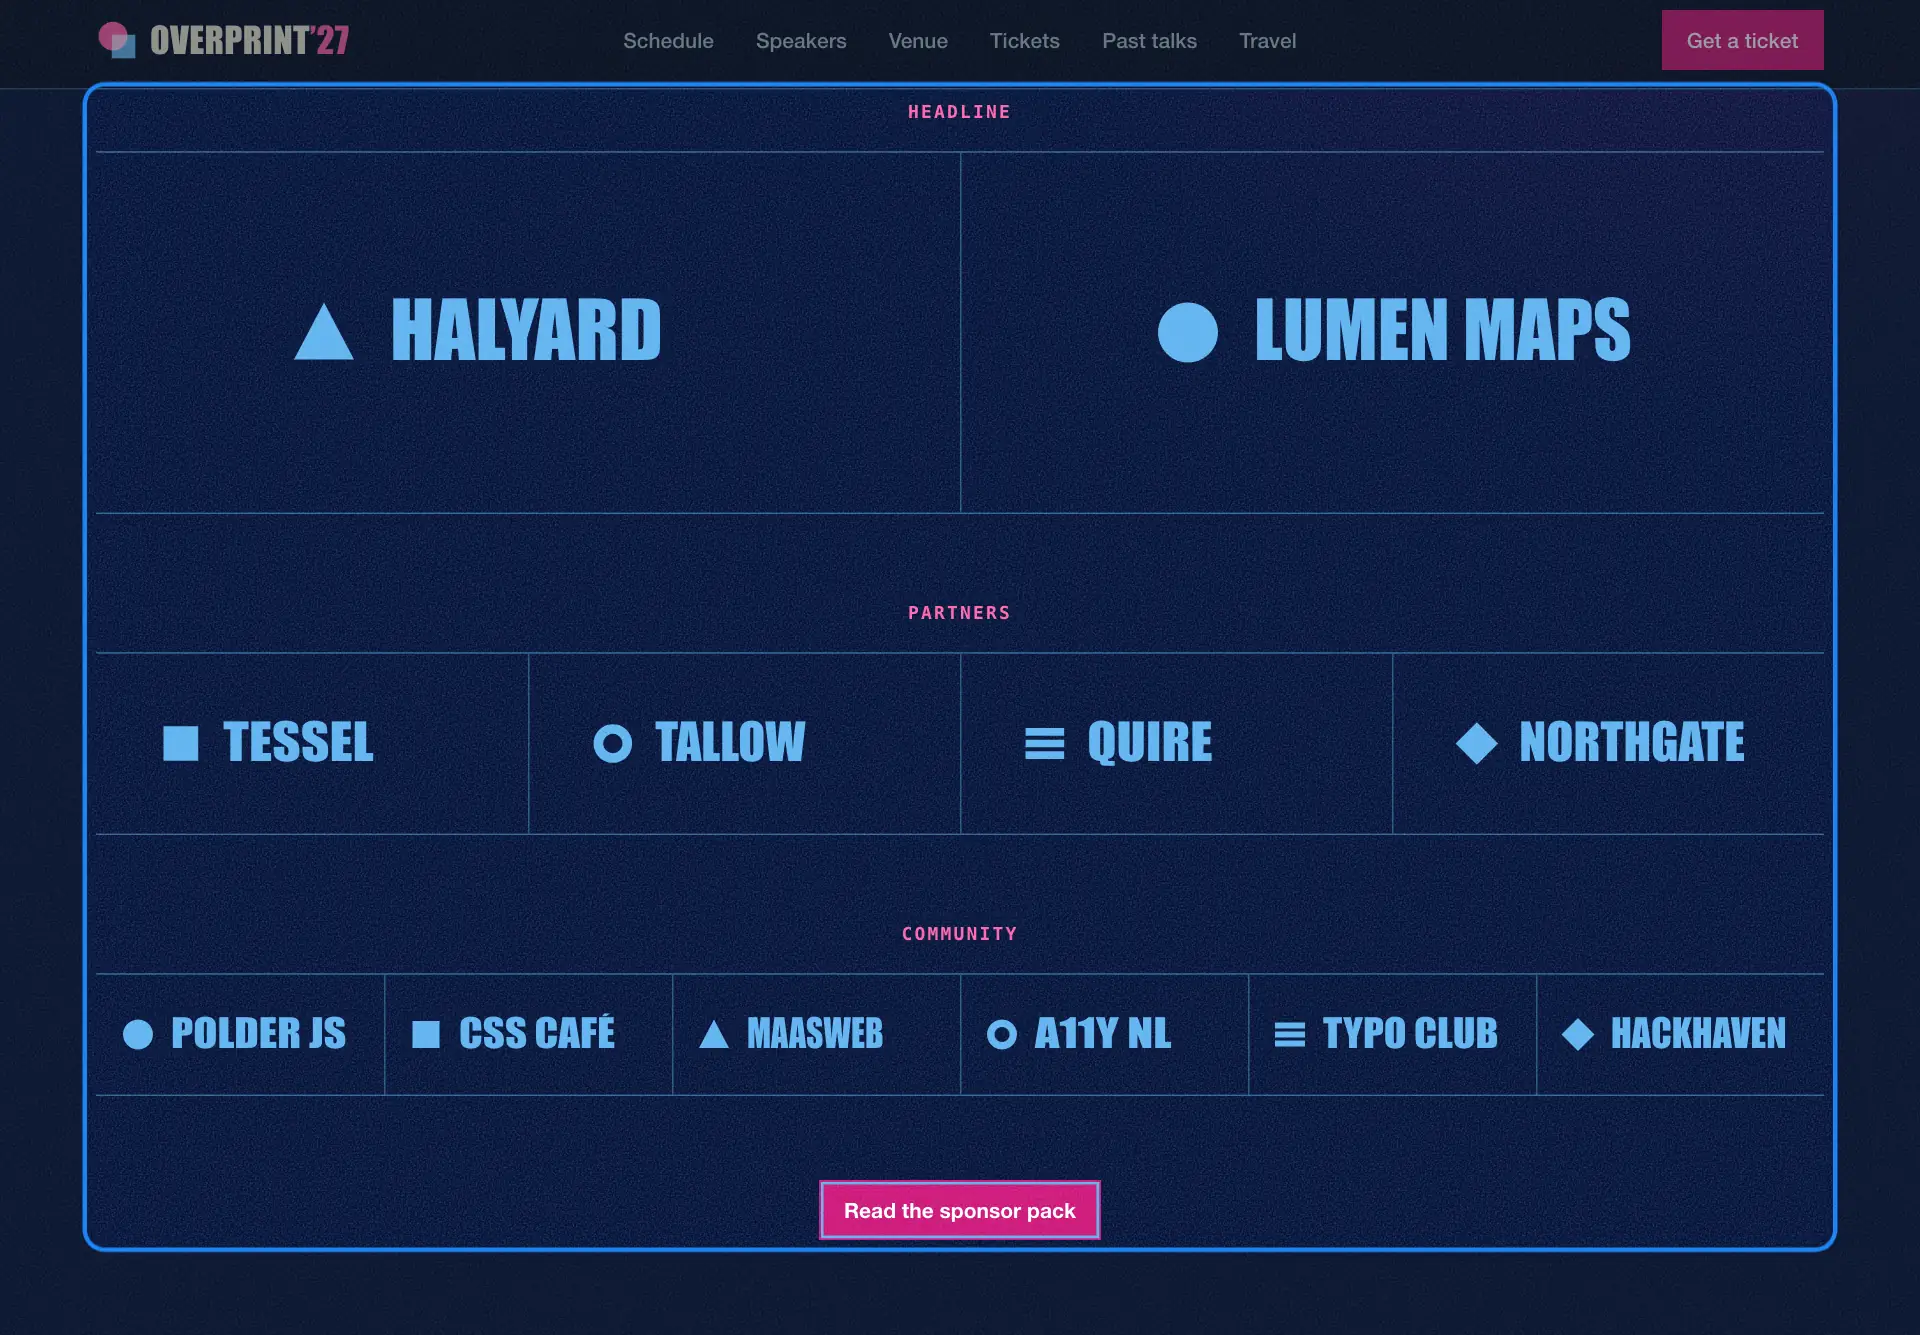 OVERPRINT’27
Schedule Speakers Venue Tickets Past talks Travel
Get a ticket
HEADLINE
HALYARD
LUMEN MAPS
PARTNERS
TESSEL
TALLOW
QUIRE
NORTHGATE
COMMUNITY
POLDER JS
CSS CAFÉ
MAASWEB
A11Y NL
TYPO CLUB
HACKHAVEN
Read the sponsor pack